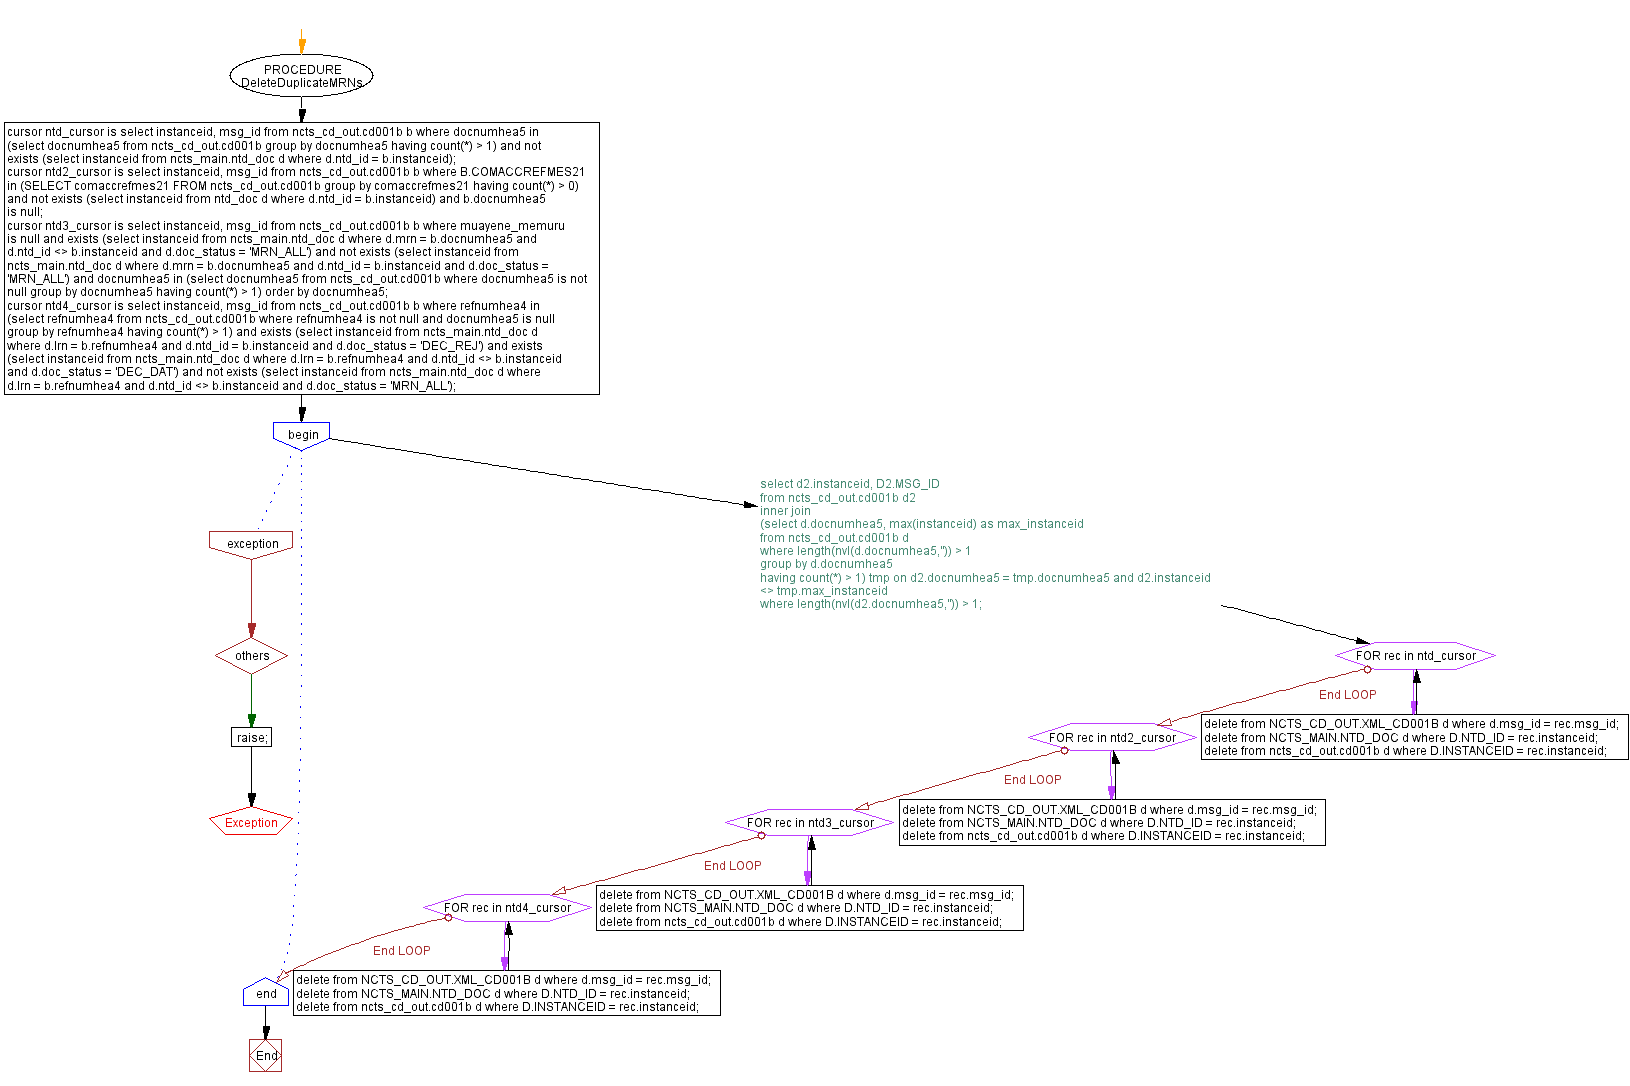 PROCEDURE
DeleteDuplicateMRNs
cursor ntd_cursor is select instanceid, msg_id from ncts_cd_out.cd001b b where docnumhea5 in
(select docnumhea5 from ncts_cd_out.cd001b group by docnumhea5 having count(*) > 1) and not
exists (select instanceid from ncts_main.ntd_doc d where d.ntd_id = b.instanceid);
cursor ntd2_cursor is select instanceid, msg_id from ncts_cd_out.cd001b b where B.COMACCREFMES21
in (SELECT comaccrefmes21 FROM ncts_cd_out.cd001b group by comaccrefmes21 having count(*) > 0)
and not exists (select instanceid from ntd_doc d where d.ntd_id = b.instanceid) and b.docnumhea5
is null;
cursor ntd3_cursor is select instanceid, msg_id from ncts_cd_out.cd001b b where muayene_memuru
is null and exists (select instanceid from ncts_main.ntd_doc d where d.mrn = b.docnumhea5 and
d.ntd_id <> b.instanceid and d.doc_status = 'MRN_ALL') and not exists (select instanceid from
ncts_main.ntd_doc d where d.mrn = b.docnumhea5 and d.ntd_id = b.instanceid and d.doc_status =
'MRN_ALL') and docnumhea5 in (select docnumhea5 from ncts_cd_out.cd001b where docnumhea5 is not
null group by docnumhea5 having count(*) > 1) order by docnumhea5;
cursor ntd4_cursor is select instanceid, msg_id from ncts_cd_out.cd001b b where refnumhea4 in
(select refnumhea4 from ncts_cd_out.cd001b where refnumhea4 is not null and docnumhea5 is null
group by refnumhea4 having count(*) > 1) and exists (select instanceid from ncts_main.ntd_doc d
where d.lrn = b.refnumhea4 and d.ntd_id = b.instanceid and d.doc_status = 'DEC_REJ') and exists
(select instanceid from ncts_main.ntd_doc d where d.lrn = b.refnumhea4 and d.ntd_id <> b.instanceid
and d.doc_status = 'DEC_DAT') and not exists (select instanceid from ncts_main.ntd_doc d where
d.lrn = b.refnumhea4 and d.ntd_id <> b.instanceid and d.doc_status = 'MRN_ALL');
begin
select d2.instanceid, D2.MSG_ID
from ncts_cd_out.cd001b d2
inner join
(select d.docnumhea5, max(instanceid) as max_instanceid
from ncts_cd_out.cd001b d
where length(nvl(d.docnumhea5,'')) > 1
group by d.docnumhea5
having count(*) > 1) tmp on d2.docnumhea5 = tmp.docnumhea5 and d2.instanceid
<> tmp.max_instanceid
where length(nvl(d2.docnumhea5,'')) > 1;
exception
others
raise;
Exception
FOR rec in ntd_cursor
End LOOP
delete from NCTS_CD_OUT.XML_CD001B d where d.msg_id = rec.msg_id;
delete from NCTS_MAIN.NTD_DOC d where D.NTD_ID = rec.instanceid;
delete from ncts_cd_out.cd001b d where D.INSTANCEID = rec.instanceid;
FOR rec in ntd2_cursor
End LOOP
delete from NCTS_CD_OUT.XML_CD001B d where d.msg_id = rec.msg_id;
delete from NCTS_MAIN.NTD_DOC d where D.NTD_ID = rec.instanceid;
delete from ncts_cd_out.cd001b d where D.INSTANCEID = rec.instanceid;
FOR rec in ntd3_cursor
End LOOP
delete from NCTS_CD_OUT.XML_CD001B d where d.msg_id = rec.msg_id;
delete from NCTS_MAIN.NTD_DOC d where D.NTD_ID = rec.instanceid;
delete from ncts_cd_out.cd001b d where D.INSTANCEID = rec.instanceid;
FOR rec in ntd4_cursor
End LOOP
delete from NCTS_CD_OUT.XML_CD001B d where d.msg_id = rec.msg_id;
delete from NCTS_MAIN.NTD_DOC d where D.NTD_ID = rec.instanceid;
delete from ncts_cd_out.cd001b d where D.INSTANCEID = rec.instanceid;
end
End